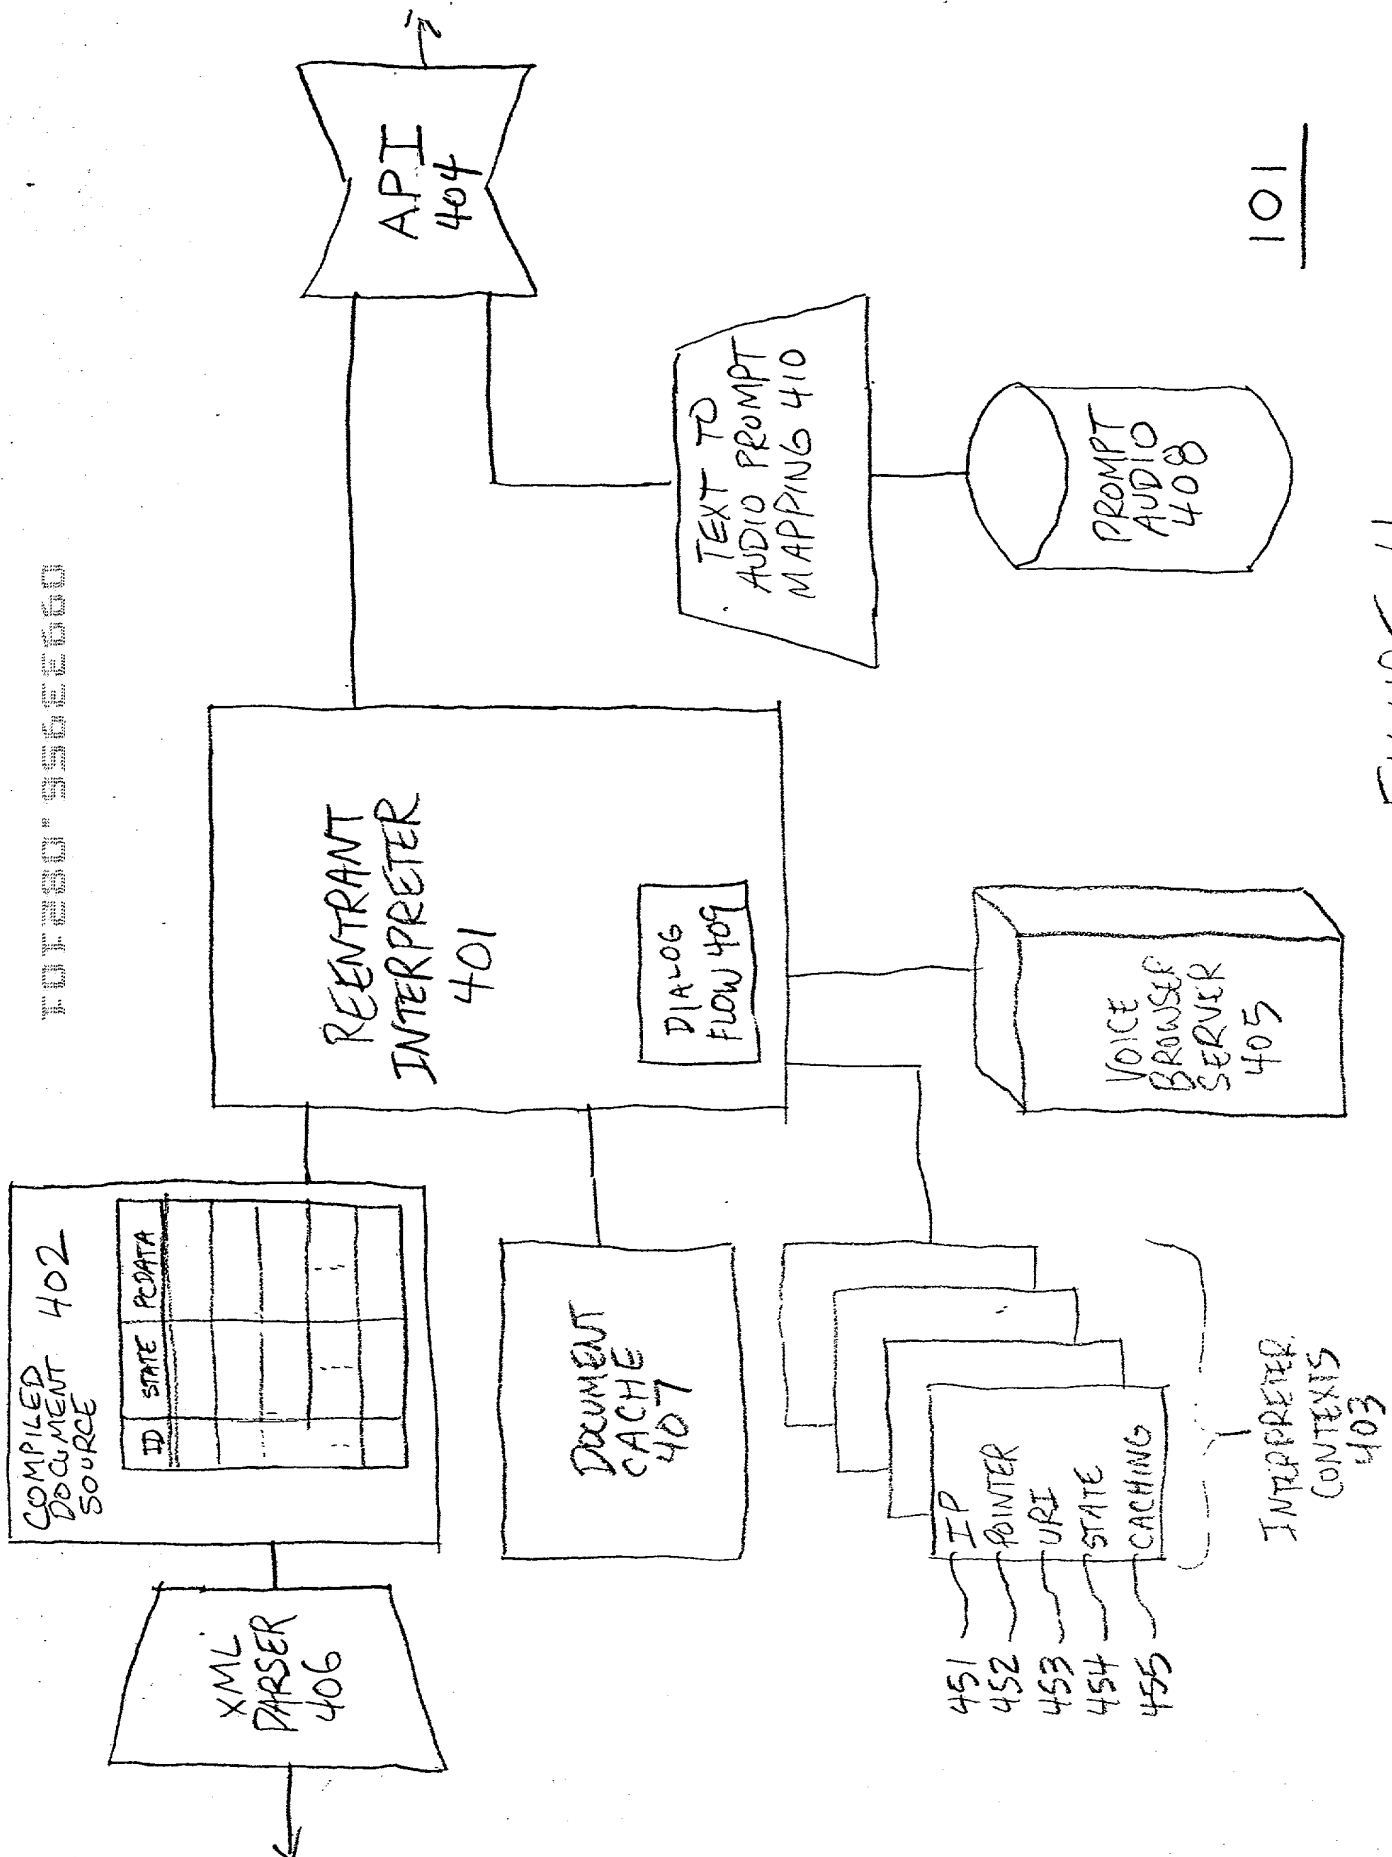 COMPILED
DOCUMENT 402
SOURCE
ID STATE PCDATA
XML
PARSER
406
REENTRANT
INTERPRETER
401
DIALOG
FLOW 409
API
404
DOCUMENT
CACHE
407
TEXT TO
AUDIO PROMPT
MAPPING 410
PROMPT
AUDIO
408
VOICE
BROWSER
SERVER
405
451 IP
452 POINTER
453 URI
454 STATE
455 CACHING
INTERPRETER
CONTEXTS
403
101